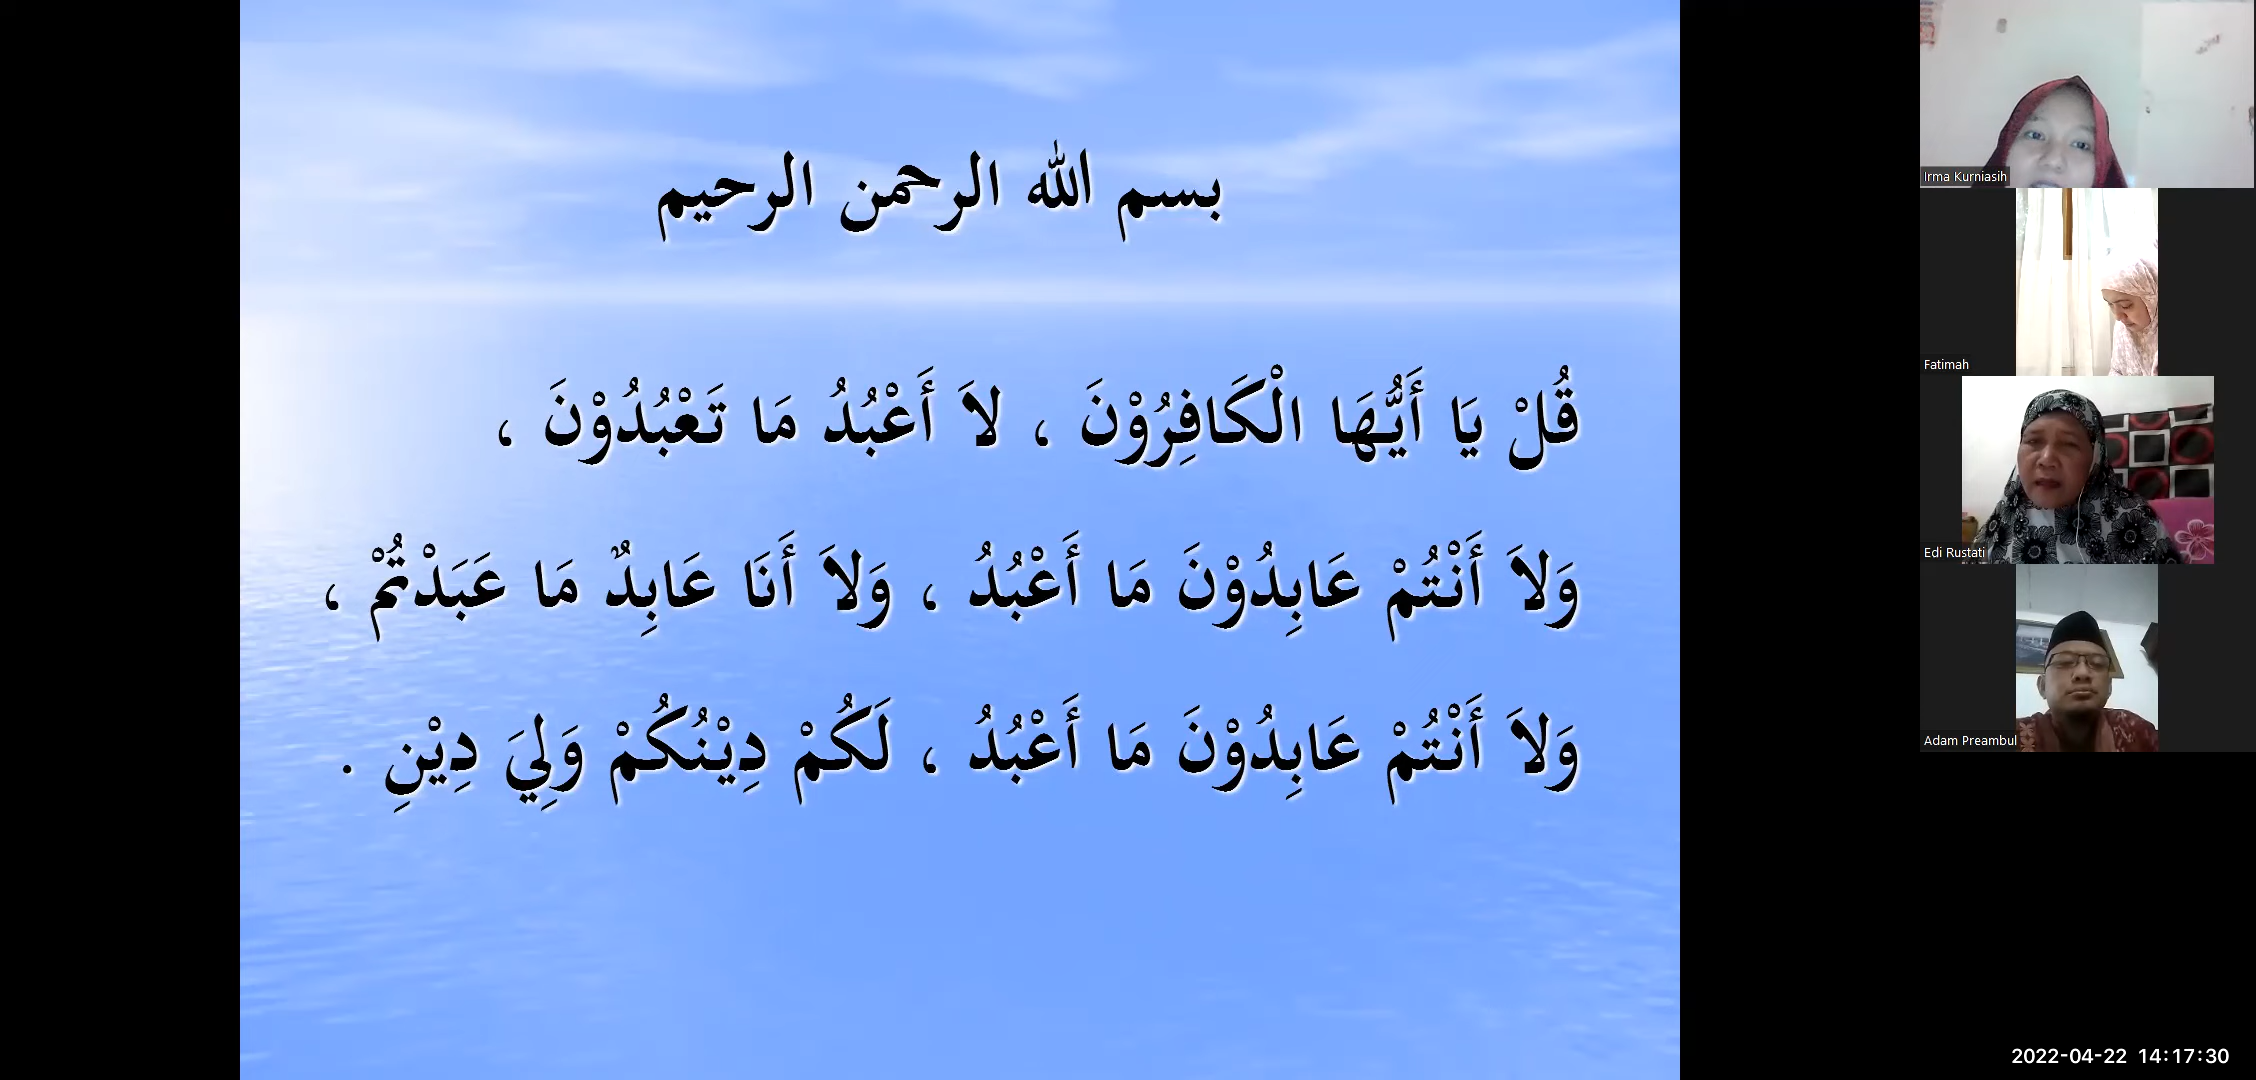 بسم الله الرحمن الرحيم
قُلْ يَا أَيُّهَا الْكَافِرُوْنَ ، لاَ أَعْبُدُ مَا تَعْبُدُوْنَ ،
وَلاَ أَنْتُمْ عَابِدُوْنَ مَا أَعْبُدُ ، وَلاَ أَنَا عَابِدٌ مَا عَبَدْتُمْ ،
وَلاَ أَنْتُمْ عَابِدُوْنَ مَا أَعْبُدُ ، لَكُمْ دِيْنُكُمْ وَلِيَ دِيْنِ .
Irma Kurniasih
Fatimah
Edi Rustati
Adam Preambul
2022-04-22 14:17:30